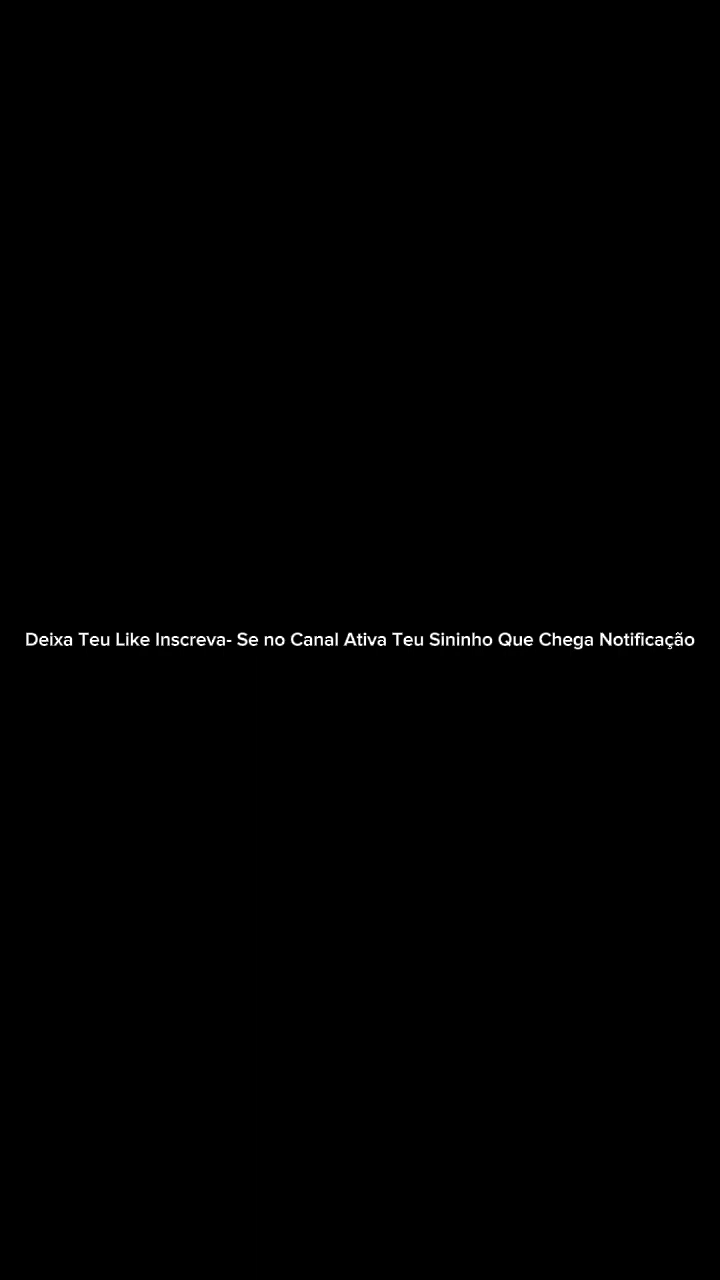 Deixa Teu Like Inscreva- Se no Canal Ativa Teu Sininho Que Chega Notificação